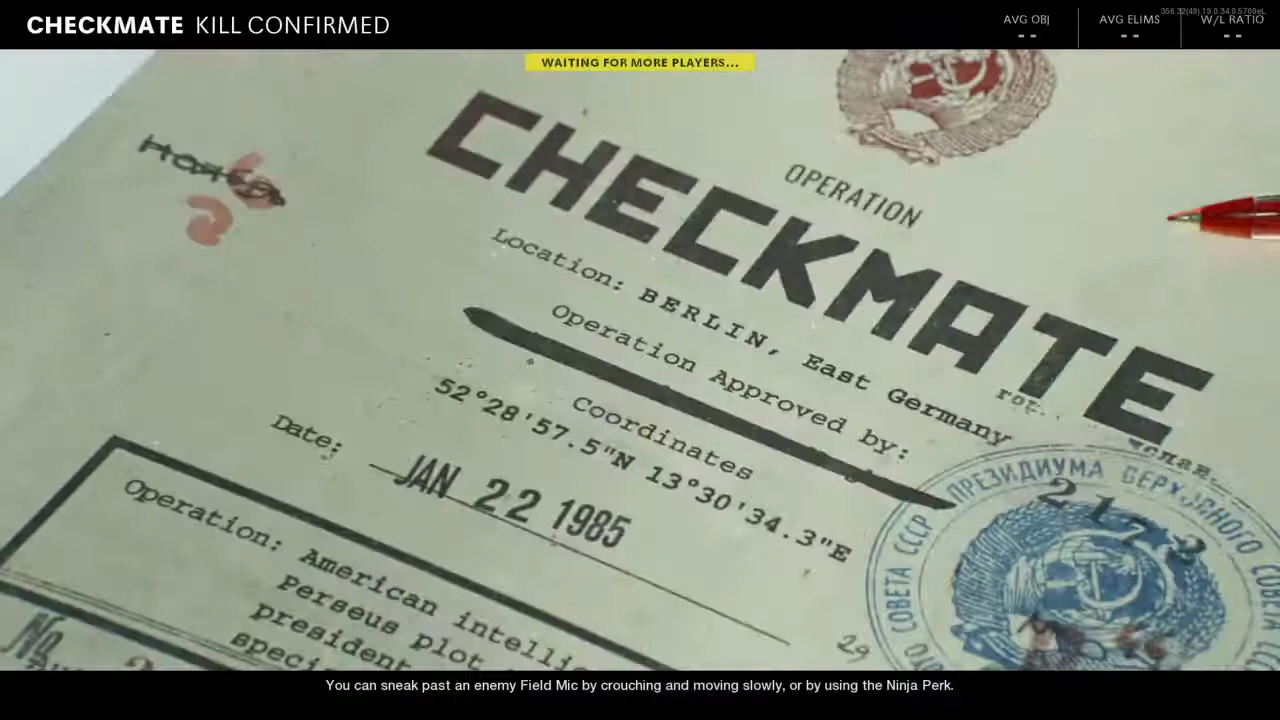 CHECKMATE KILL CONFIRMED
AVG OBJ
--
AVG ELIMS
--
W/L RATIO
--
WAITING FOR MORE PLAYERS...
OPERATION
CHECKMATE
Location: BERLIN, East Germany
Operation Approved by:
Coordinates
52°28'57.5"N 13°30'34.3"E
Date: JAN 22 1985
Operation: American intellig
Perseus plot
president
speci
29
ПРЕЗИДИУМА ВЕРХОВНОГО СОВЕТА СССР
You can sneak past an enemy Field Mic by crouching and moving slowly, or by using the Ninja Perk.